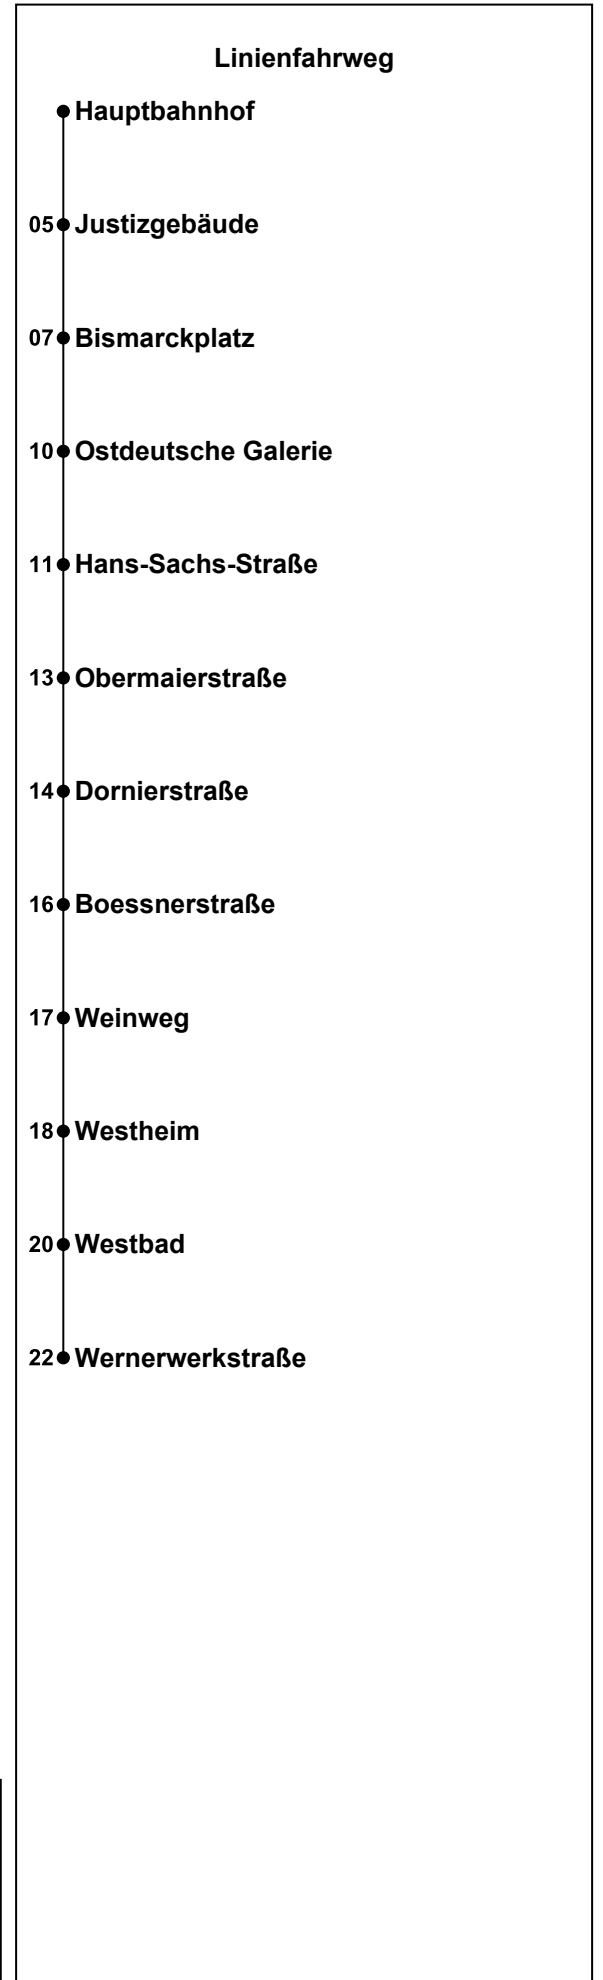 Linienfahrweg
Hauptbahnhof
05 Justizgebäude
07 Bismarckplatz
10 Ostdeutsche Galerie
11 Hans-Sachs-Straße
13 Obermaierstraße
14 Dornierstraße
16 Boessnerstraße
17 Weinweg
18 Westheim
20 Westbad
22 Wernerwerkstraße